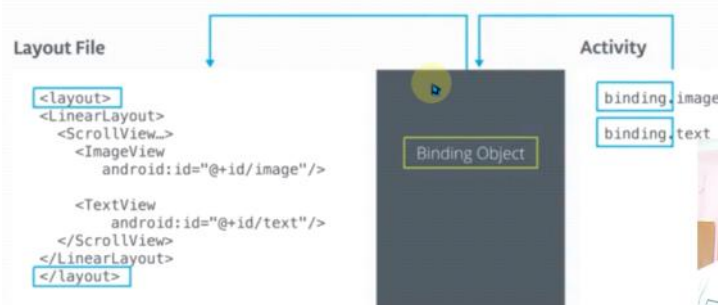 Layout File
<layout>
<LinearLayout>
<ScrollView…>
<ImageView
android:id="@+id/image"/>
<TextView
android:id="@+id/text"/>
</ScrollView>
</LinearLayout>
</layout>
Binding Object
Activity
binding.image
binding.text